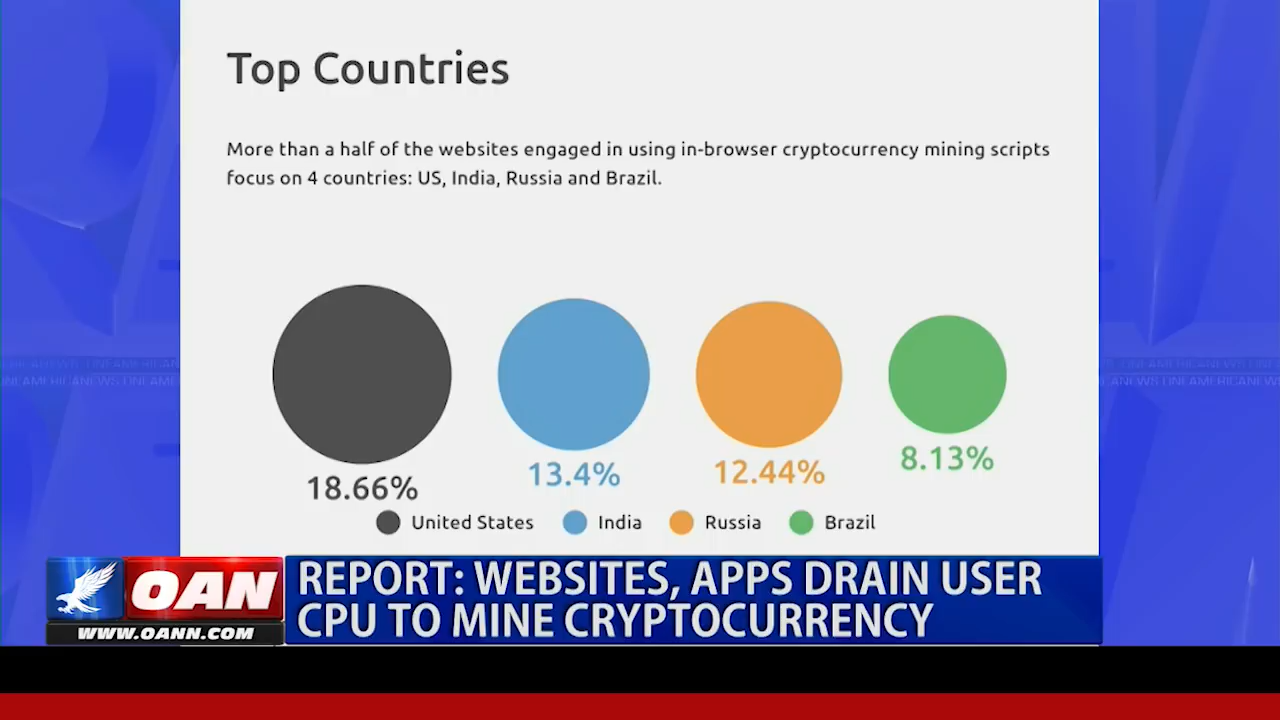 Top Countries
More than a half of the websites engaged in using in-browser cryptocurrency mining scripts
focus on 4 countries: US, India, Russia and Brazil.
18.66%
13.4%
12.44%
8.13%
United States
India
Russia
Brazil
OAN
WWW.OANN.COM
REPORT: WEBSITES, APPS DRAIN USER
CPU TO MINE CRYPTOCURRENCY